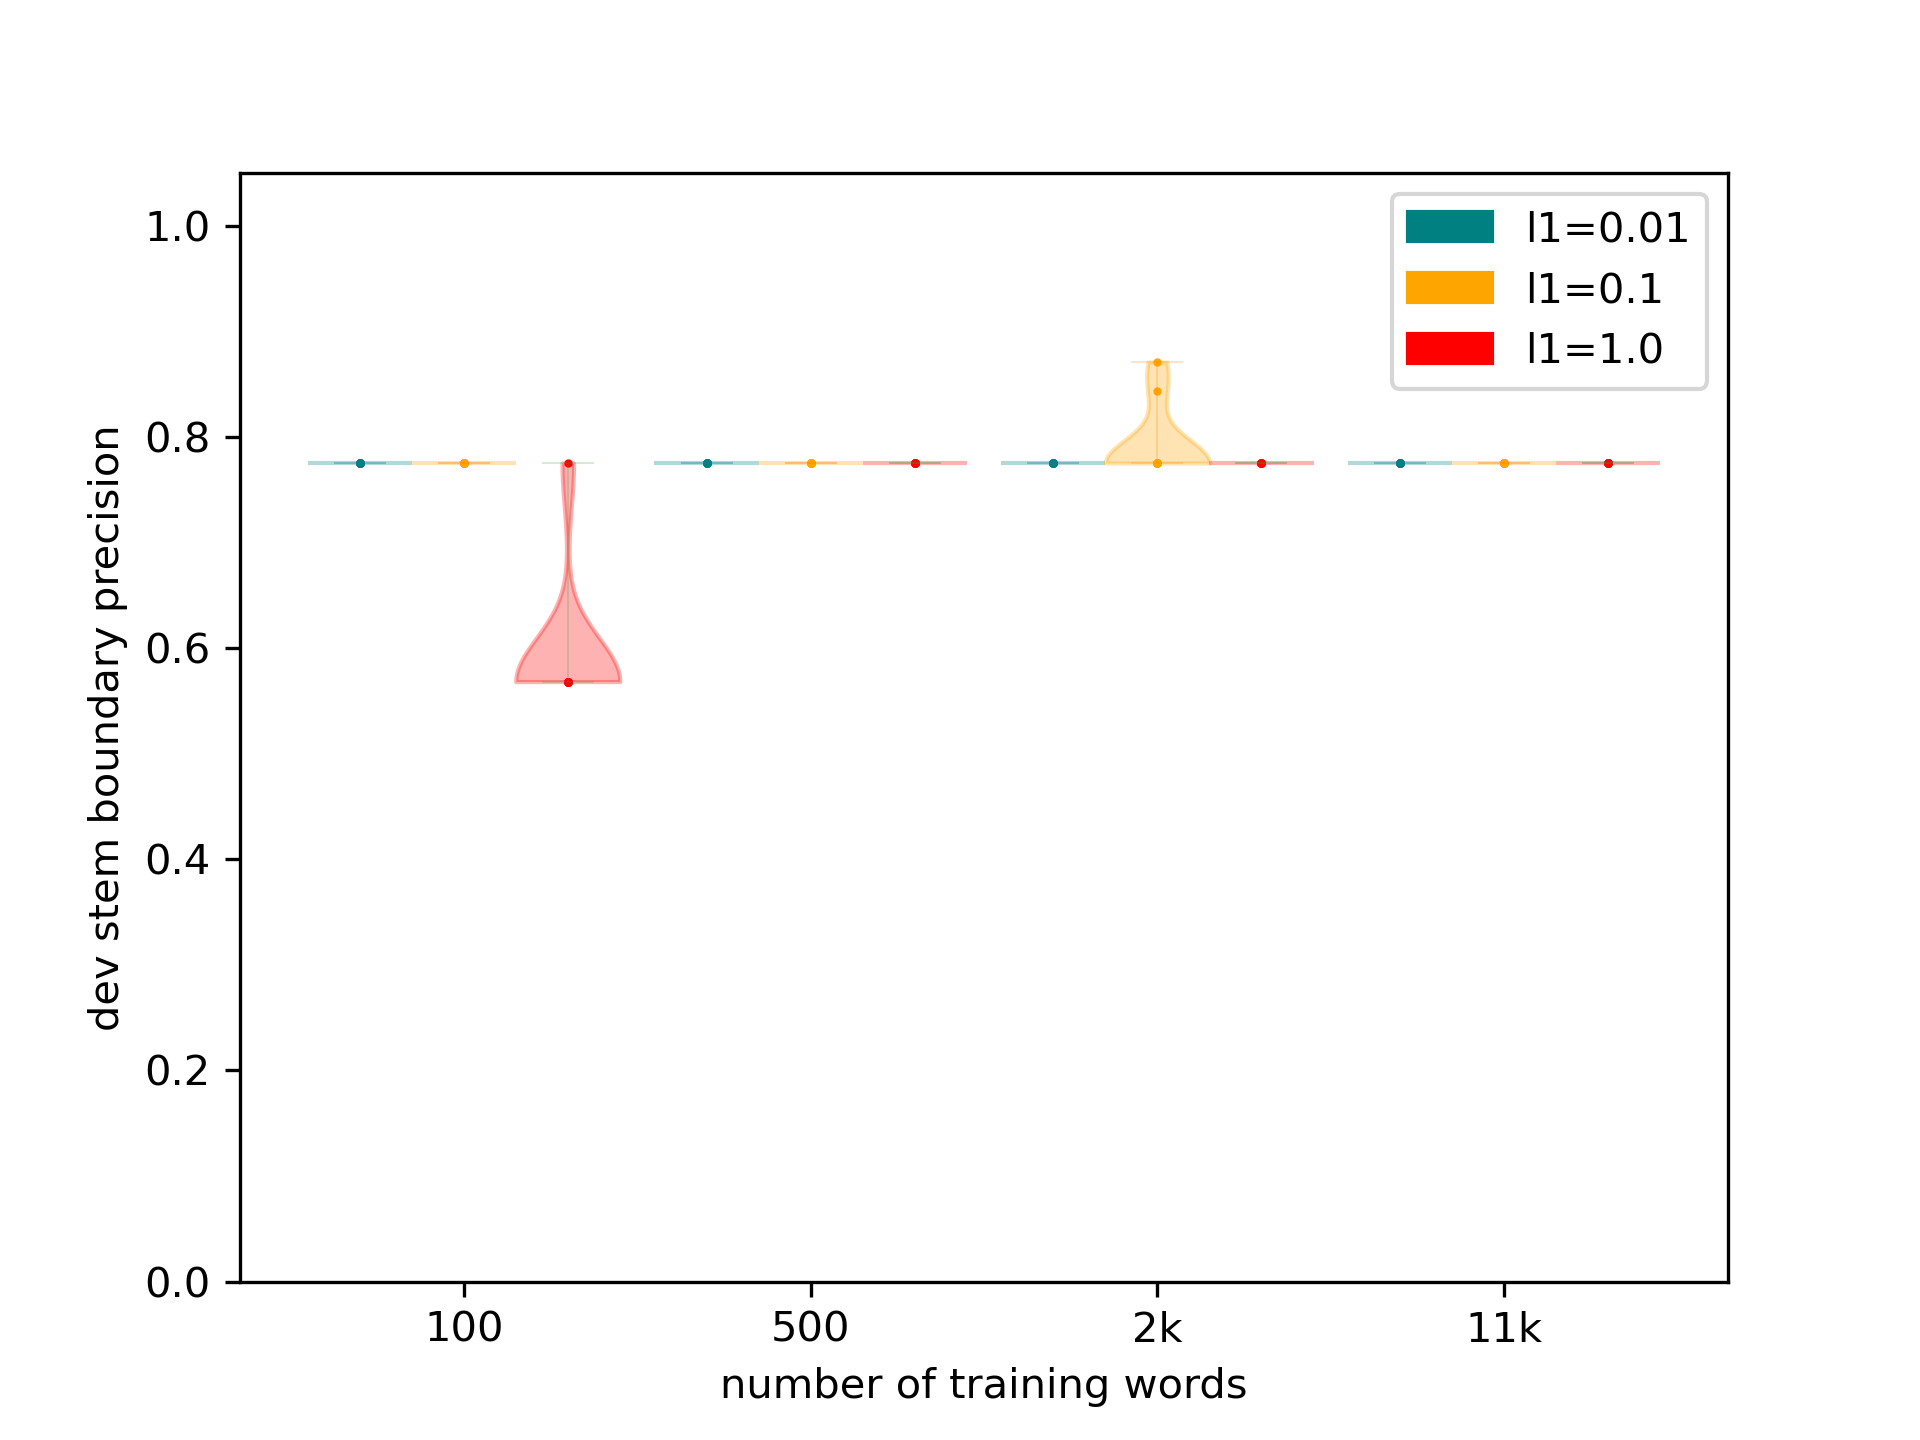 l1=0.01
l1=0.1
l1=1.0
dev stem boundary precision
1.0
0.8
0.6
0.4
0.2
0.0
100
500
2k
11k
number of training words